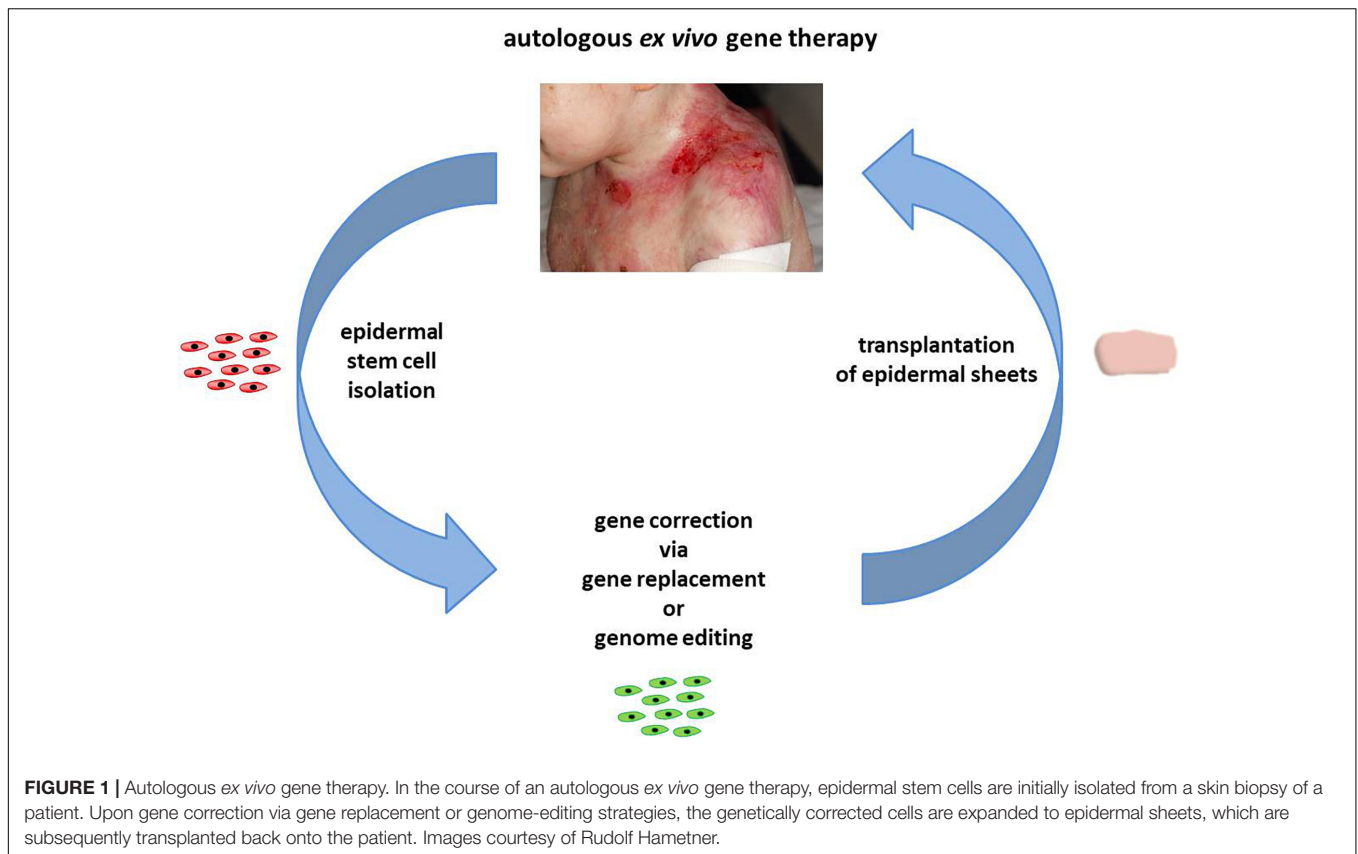 autologous ex vivo gene therapy
epidermal
stem cell
isolation
transplantation
of epidermal sheets
gene correction
via
gene replacement
or
genome editing
FIGURE 1 | Autologous ex vivo gene therapy. In the course of an autologous ex vivo gene therapy, epidermal stem cells are initially isolated from a skin biopsy of a
patient. Upon gene correction via gene replacement or genome-editing strategies, the genetically corrected cells are expanded to epidermal sheets, which are
subsequently transplanted back onto the patient. Images courtesy of Rudolf Hametner.